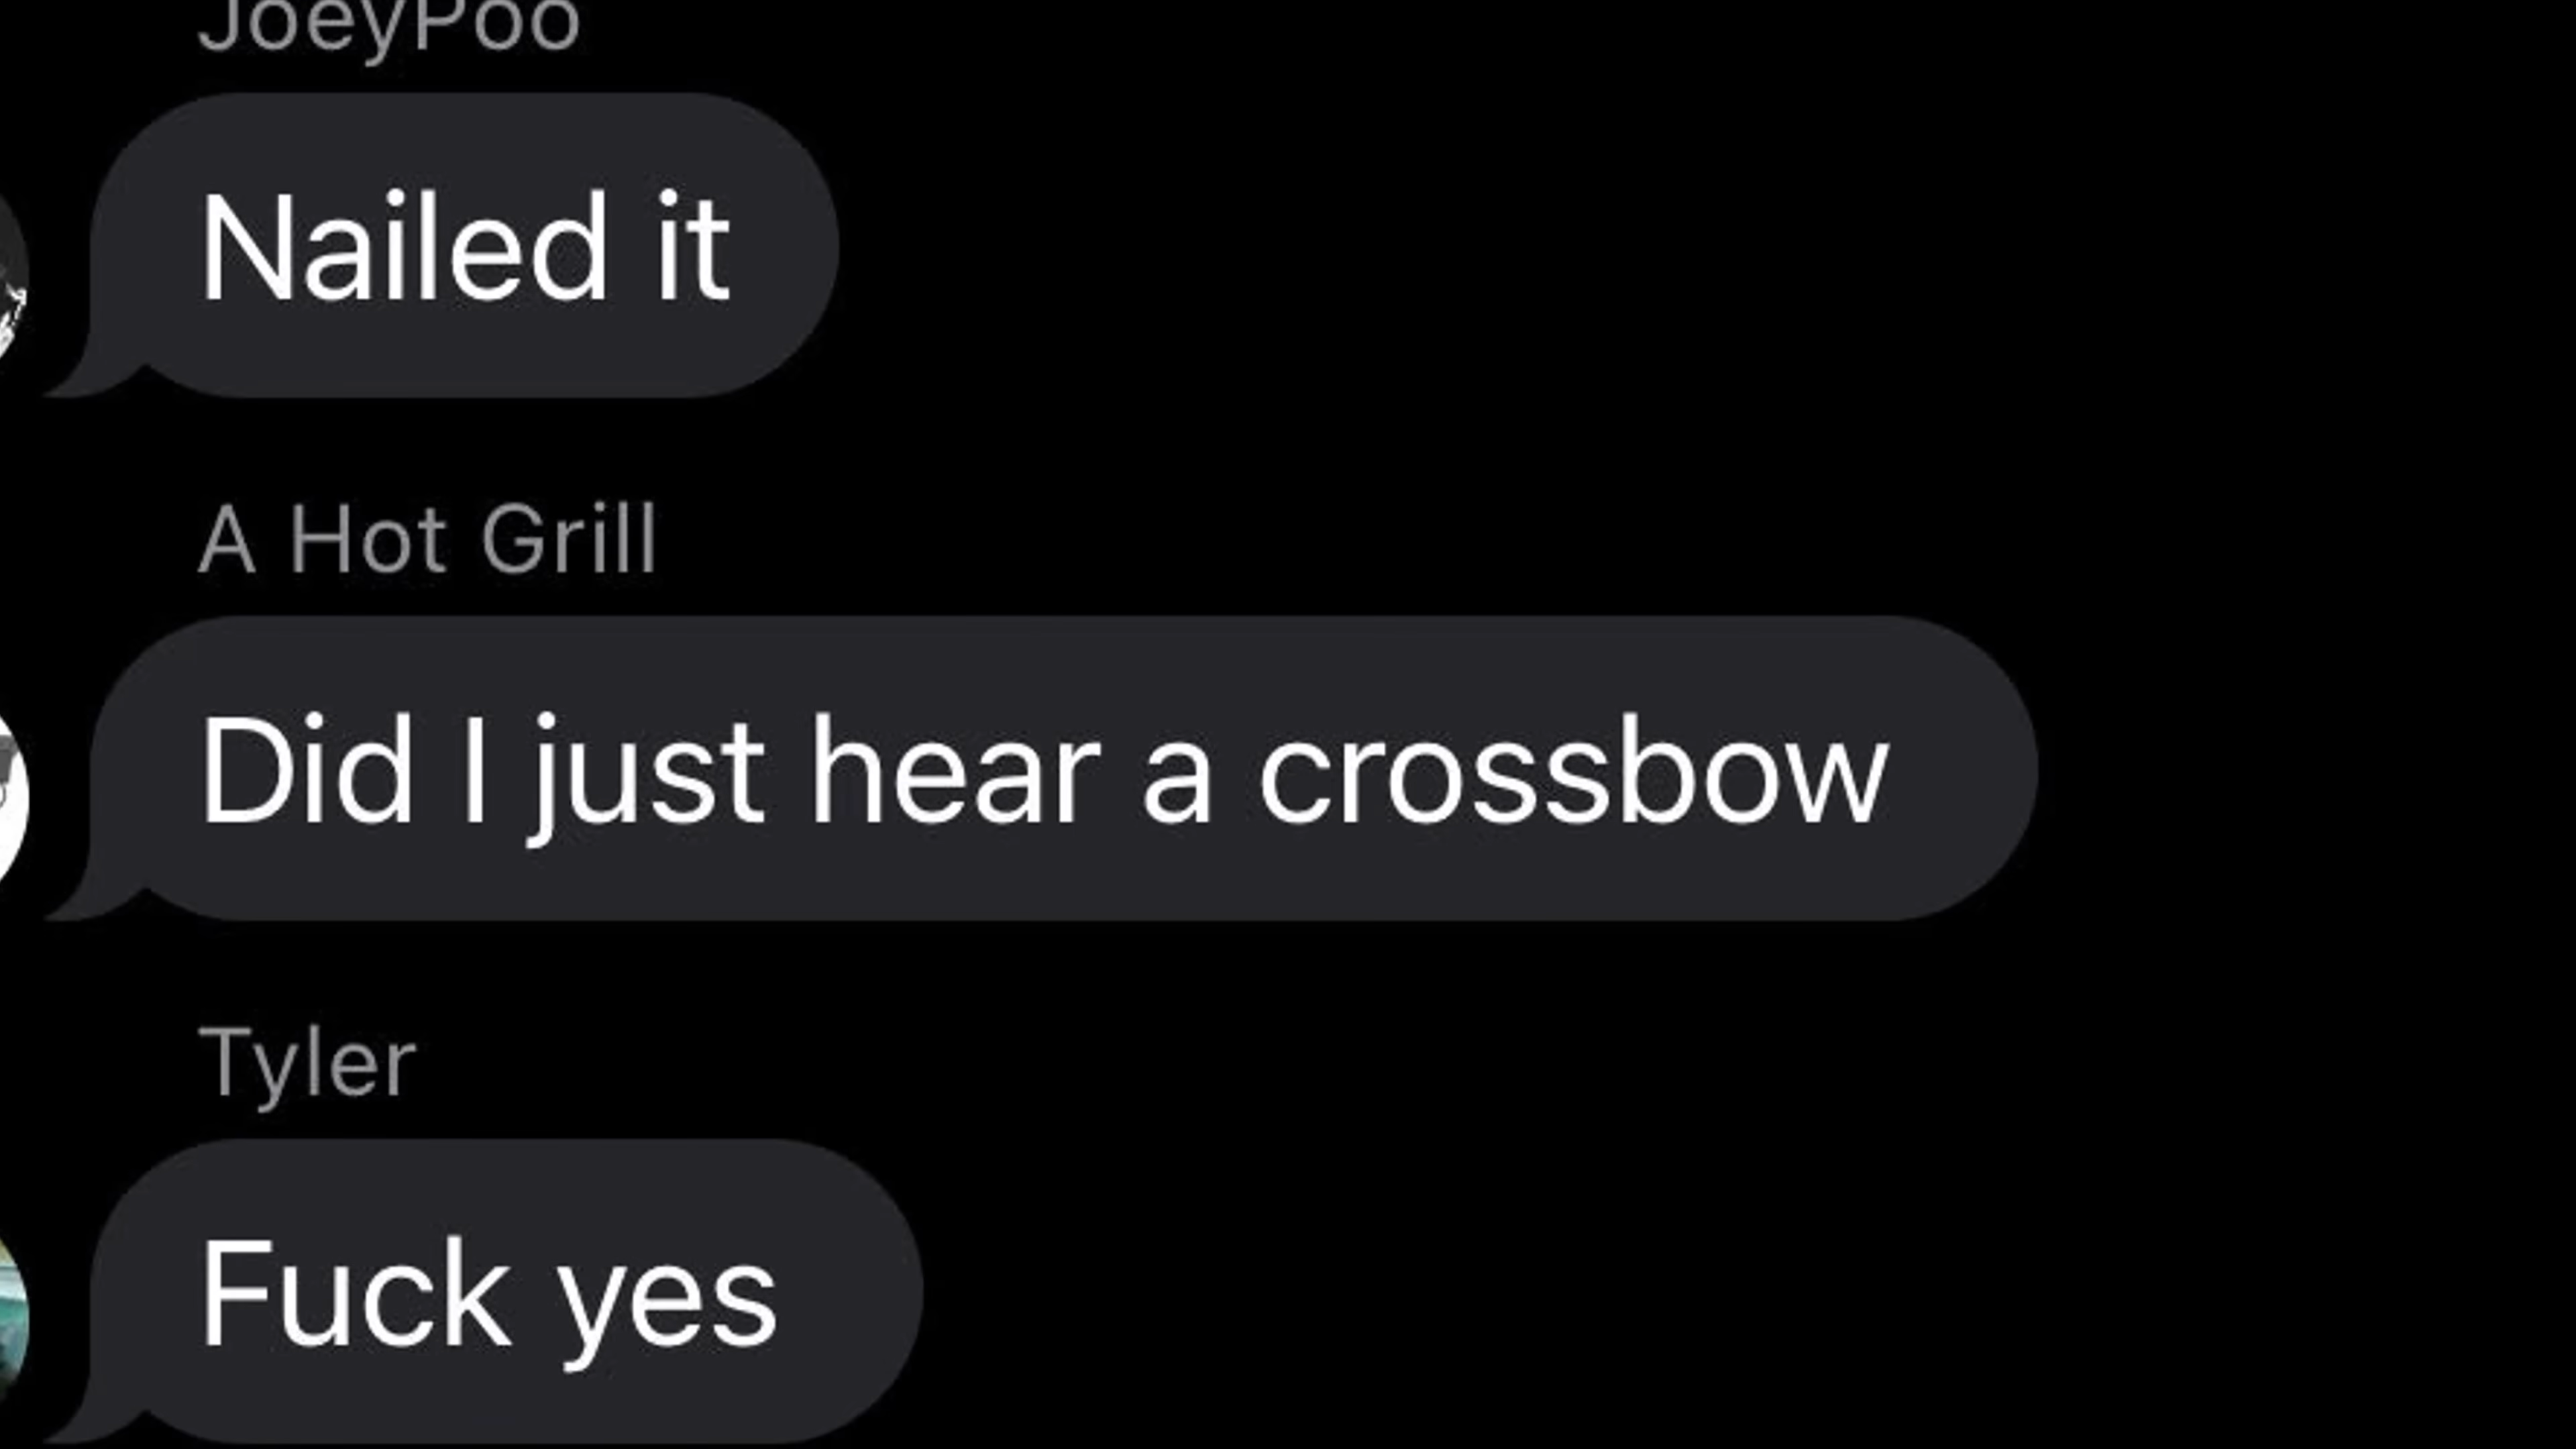 JoeyPoo
Nailed it
A Hot Grill
Did I just hear a crossbow
Tyler
Fuck yes